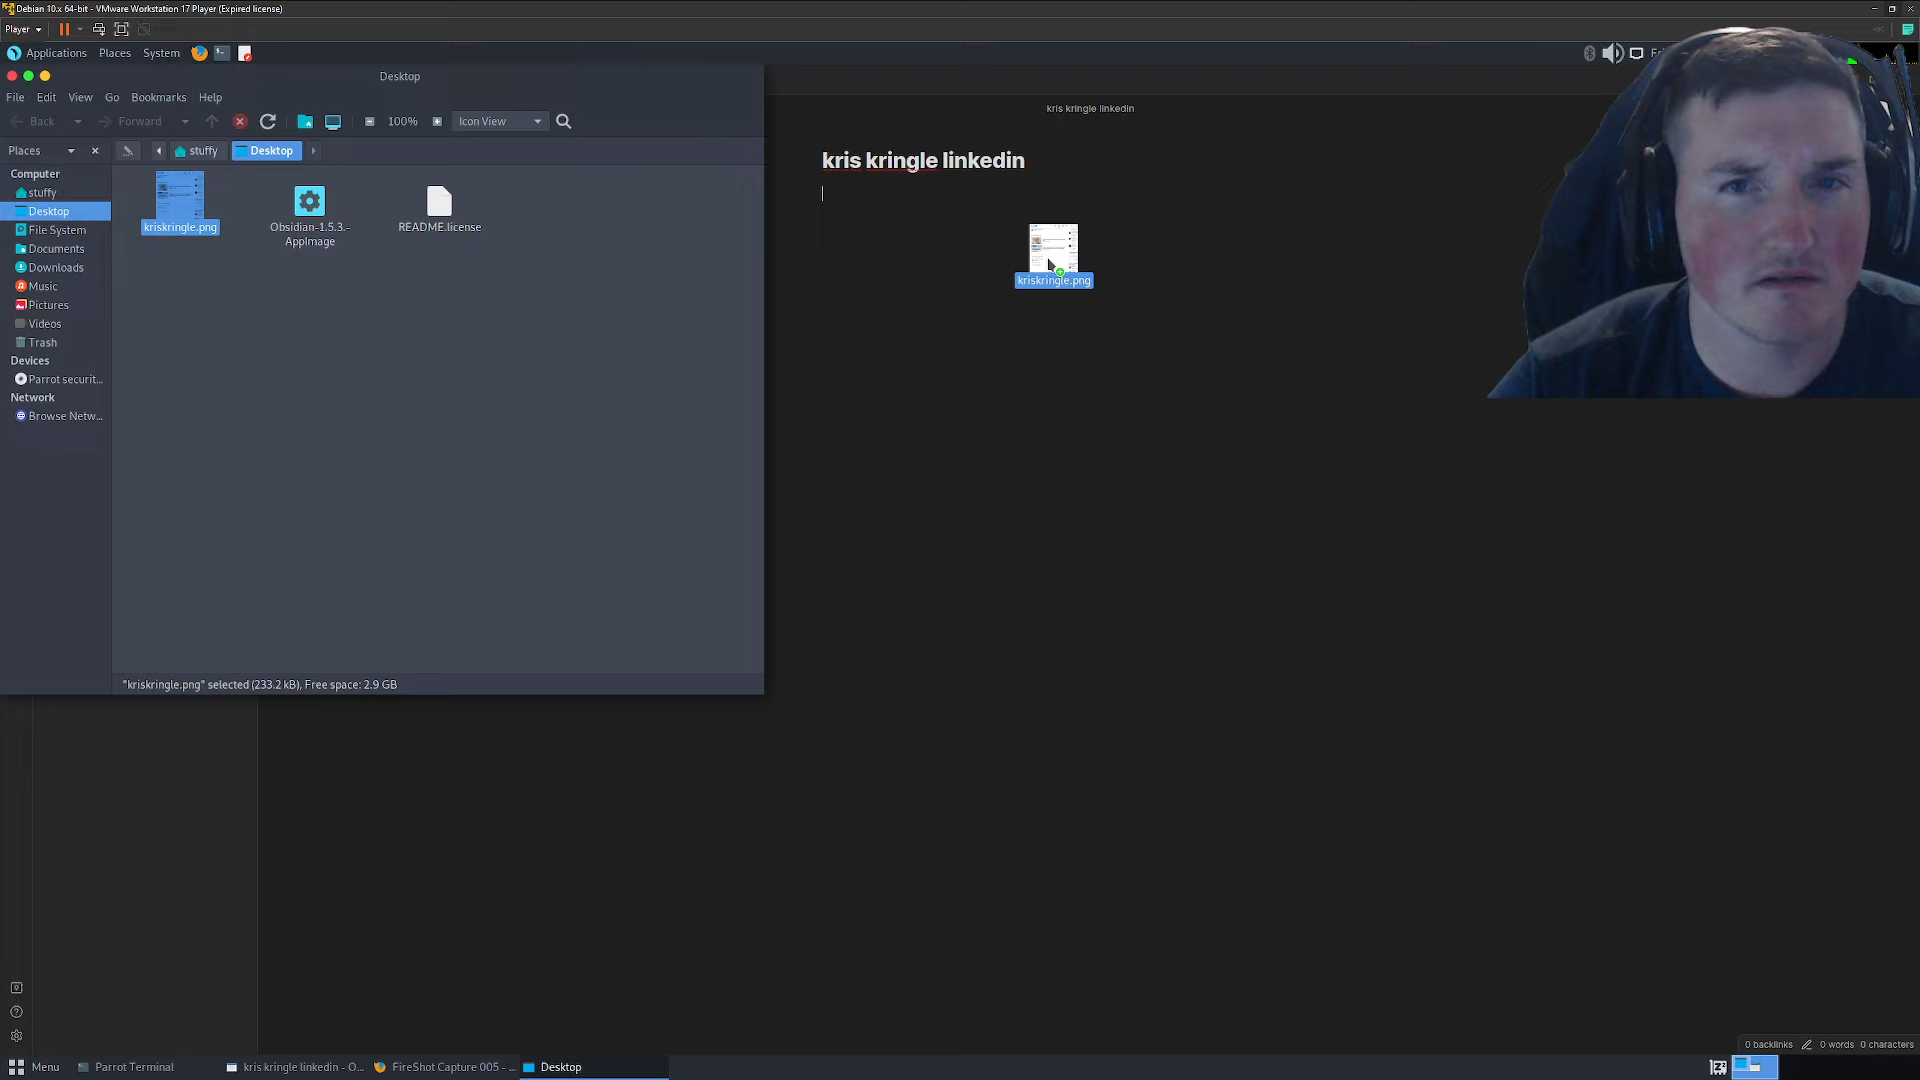 Debian 10.x 64-bit - VMware Workstation 17 Player (Expired license)
Player
Applications Places System
Desktop
File Edit View Go Bookmarks Help
Back Forward 100% Icon View
Places stuffy Desktop
Computer
stuffy
Desktop
File System
Documents
Downloads
Music
Pictures
Videos
Trash
Devices
Parrot securit...
Network
Browse Netw...
kriskringle.png
Obsidian-1.5.3.-
AppImage
README.license
"kriskringle.png" selected (233.2 kB), Free space: 2.9 GB
kris kringle linkedin
kris kringle linkedin
kriskringle.png
0 backlinks 0 words 0 characters
Menu Parrot Terminal kris kringle linkedin - O... FireShot Capture 005 - ... Desktop